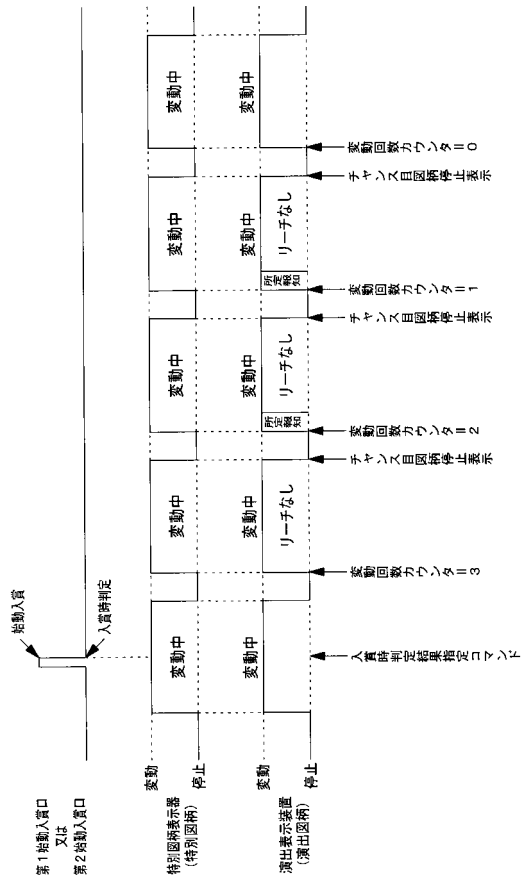 第1始動入賞口
又は
第2始動入賞口
始動入賞
入賞時判定
特別図柄表示器
(特別図柄)
変動
停止
変動中
変動中
変動中
変動中
変動中
演出表示装置
(演出図柄)
変動
停止
変動中
変動中
リーチなし
変動中
所定報知
リーチなし
変動中
所定報知
リーチなし
変動中
入賞時判定結果指定コマンド
変動回数カウンタ=3
チャンス目図柄停止表示
変動回数カウンタ=2
チャンス目図柄停止表示
変動回数カウンタ=1
チャンス目図柄停止表示
変動回数カウンタ=0